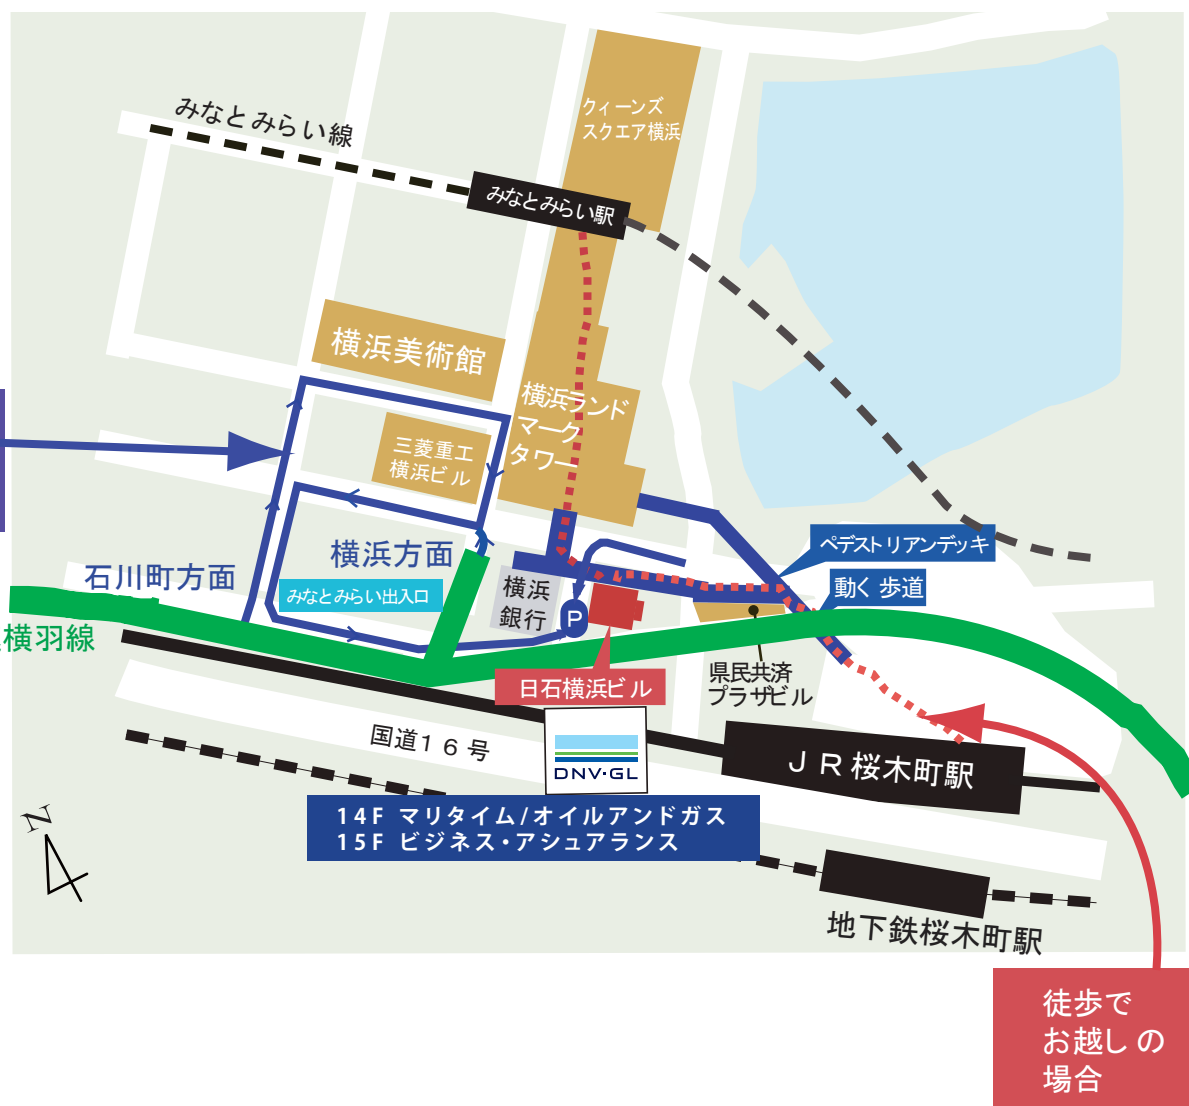 クィーンズ
スクエア横浜
みなとみらい線
みなとみらい駅
横浜美術館
横浜ランド
マーク
タワー
三菱重工
横浜ビル
横浜方面
ペデストリアンデッキ
石川町方面
動く歩道
みなとみらい出入口
横浜
銀行
P
横羽線
県民共済
プラザビル
日石横浜ビル
国道16号
DNV·GL
JR桜木町駅
14F マリタイム/オイルアンドガス
15F ビジネス・アシュアランス
N
地下鉄桜木町駅
徒歩で
お越しの
場合